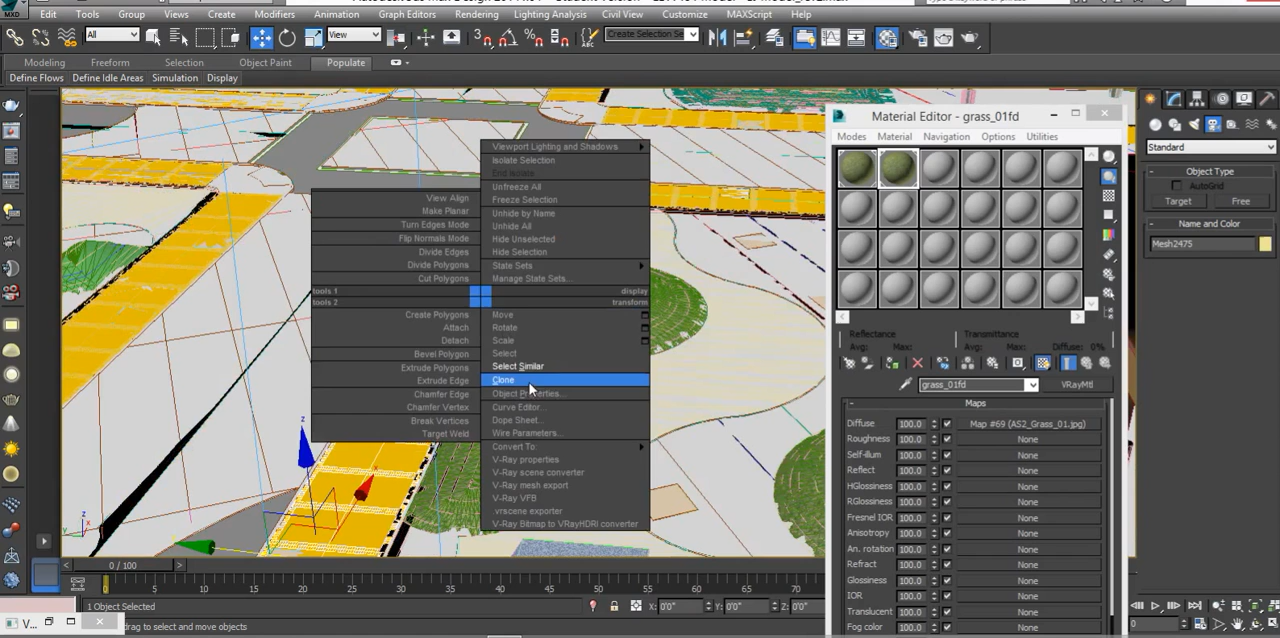 MXD
Edit Tools Group Views Create Modifiers Animation Graph Editors Rendering Lighting Analysis Civil View Customize MAXScript Help
All View Create Selection Se
Modeling Freeform Selection Object Paint Populate
Define Flows Define Idle Areas Simulation Display
Material Editor - grass_01fd
Modes Material Navigation Options Utilities
Standard
Object Type
AutoGrid
Target Free
Name and Color
Mesh2475
Viewport Lighting and Shadows
Isolate Selection
End Isolate
Unfreeze All
Freeze Selection
Unhide by Name
Unhide All
Hide Unselected
Hide Selection
State Sets
Manage State Sets...
View Align
Make Planar
Turn Edges Mode
Flip Normals Mode
Divide Edges
Divide Polygons
Cut Polygons
tools 1 display
tools 2 transform
Create Polygons
Attach
Detach
Bevel Polygon
Extrude Polygons
Extrude Edge
Chamfer Edge
Chamfer Vertex
Break Vertices
Target Weld
Move
Rotate
Scale
Select
Select Similar
Clone
Object Properties...
Curve Editor...
Dope Sheet...
Wire Parameters...
Convert To:
V-Ray properties
V-Ray scene converter
V-Ray mesh export
V-Ray VFB
.vrscene exporter
V-Ray Bitmap to VRayHDRI converter
Reflectance Transmittance
Avg: Max: Avg: Max: Diffuse: 0%
grass_01fd VRayMtl
Maps
Diffuse 100.0 Map #69 (AS2_Grass_01.jpg)
Roughness 100.0 None
Self-illum 100.0 None
Reflect 100.0 None
HGlossiness 100.0 None
RGlossiness 100.0 None
Fresnel IOR 100.0 None
Anisotropy 100.0 None
An. rotation 100.0 None
Refract 100.0 None
Glossiness 100.0 None
IOR 100.0 None
Translucent 100.0 None
Fog color 100.0 None
z x z
0 / 100
0 5 10 15 20 25 30 35 40 45 50 55 60 65 70
1 Object Selected X: 0'0" Y: 0'0" Z: 0'0"
V... drag to select and move objects
0